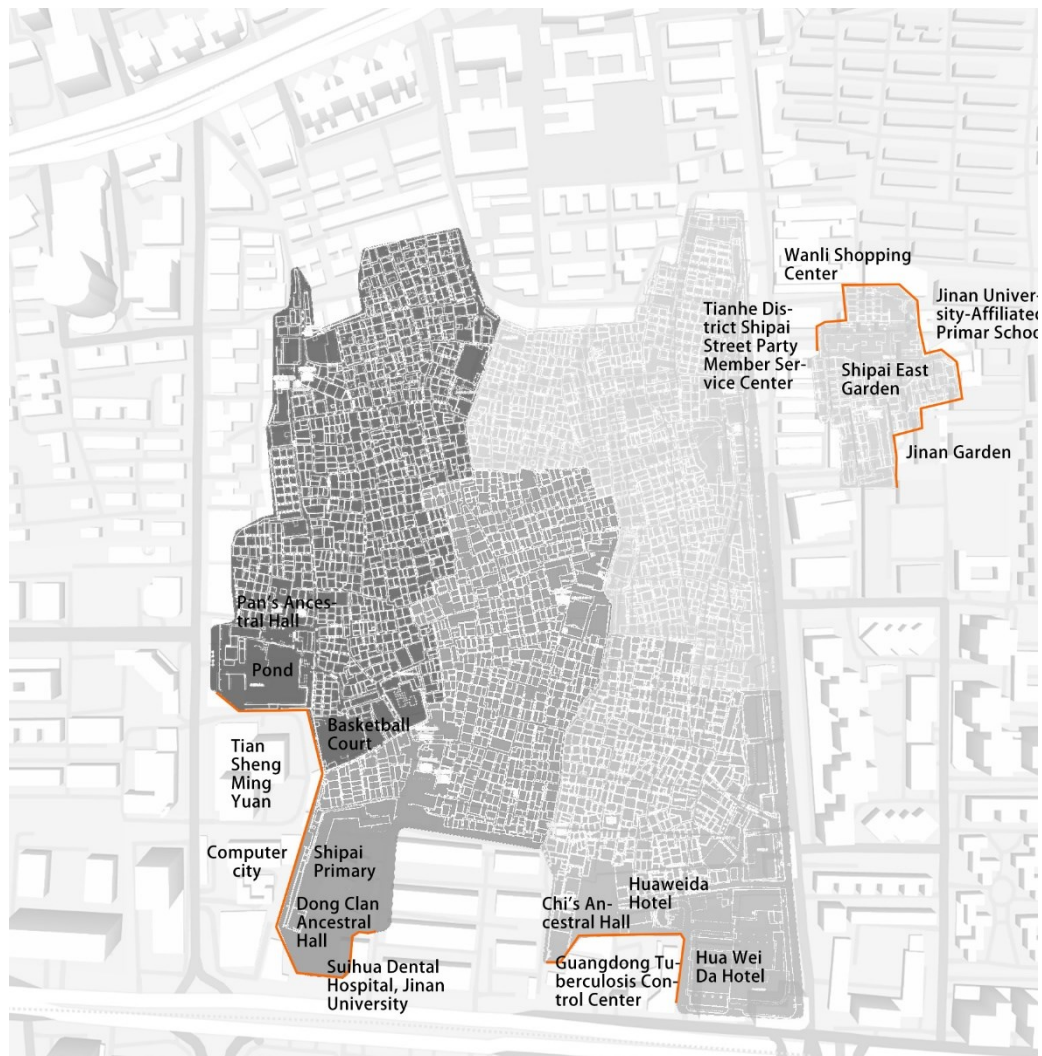 Wanli Shopping
Center
Tianhe Dis-
trict Shipai
Street Party
Member Ser-
vice Center
Jinan Univer-
sity-Affiliated
Primar School
Shipai East
Garden
Jinan Garden
Pan's Ances-
tral Hall
Pond
Basketball
Court
Tian
Sheng
Ming
Yuan
Computer
city
Shipai
Primary
Dong Clan
Ancestral
Hall
Suihua Dental
Hospital, Jinan
University
Huaweida
Hotel
Chi's An-
cestral Hall
Guangdong Tu-
berculosis Con-
trol Center
Hua Wei
Da Hotel